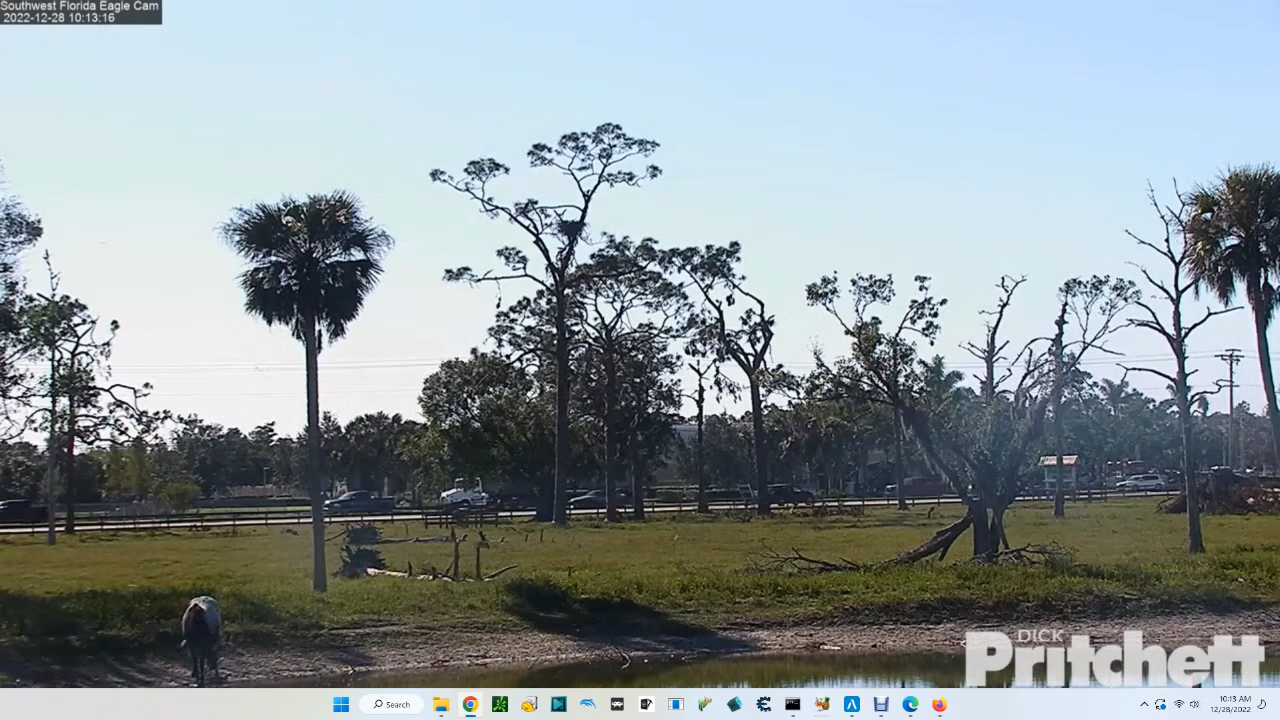 Southwest Florida Eagle Cam
2022-12-28 10:13:16
DICK
Pritchett
Search
10:13 AM
12/28/2022